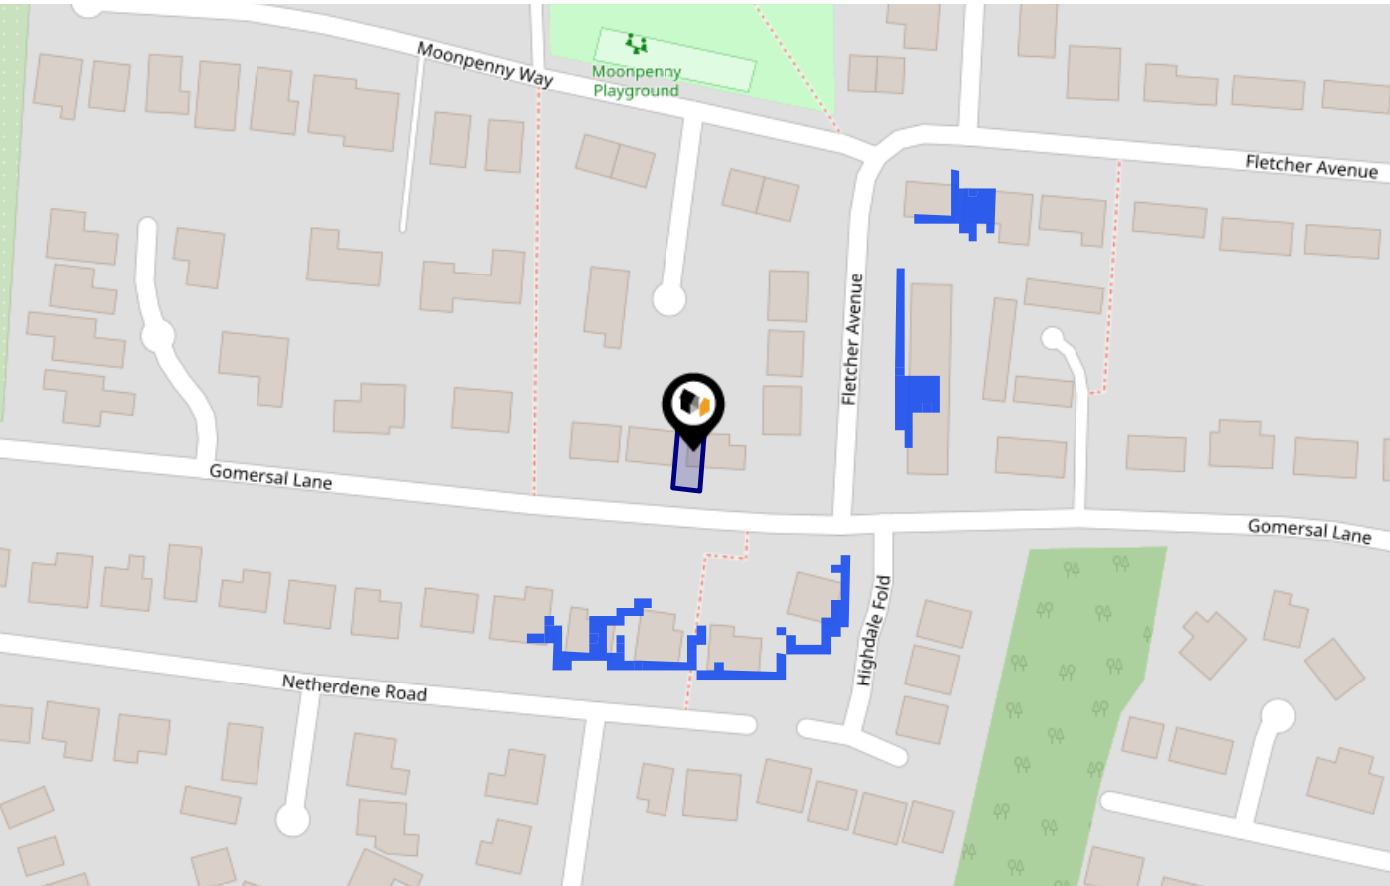 Moonpenny Way
Moonpenny
Playground
Fletcher Avenue
Fletcher Avenue
Gomersal Lane
Gomersal Lane
Highdale Fold
Netherdene Road